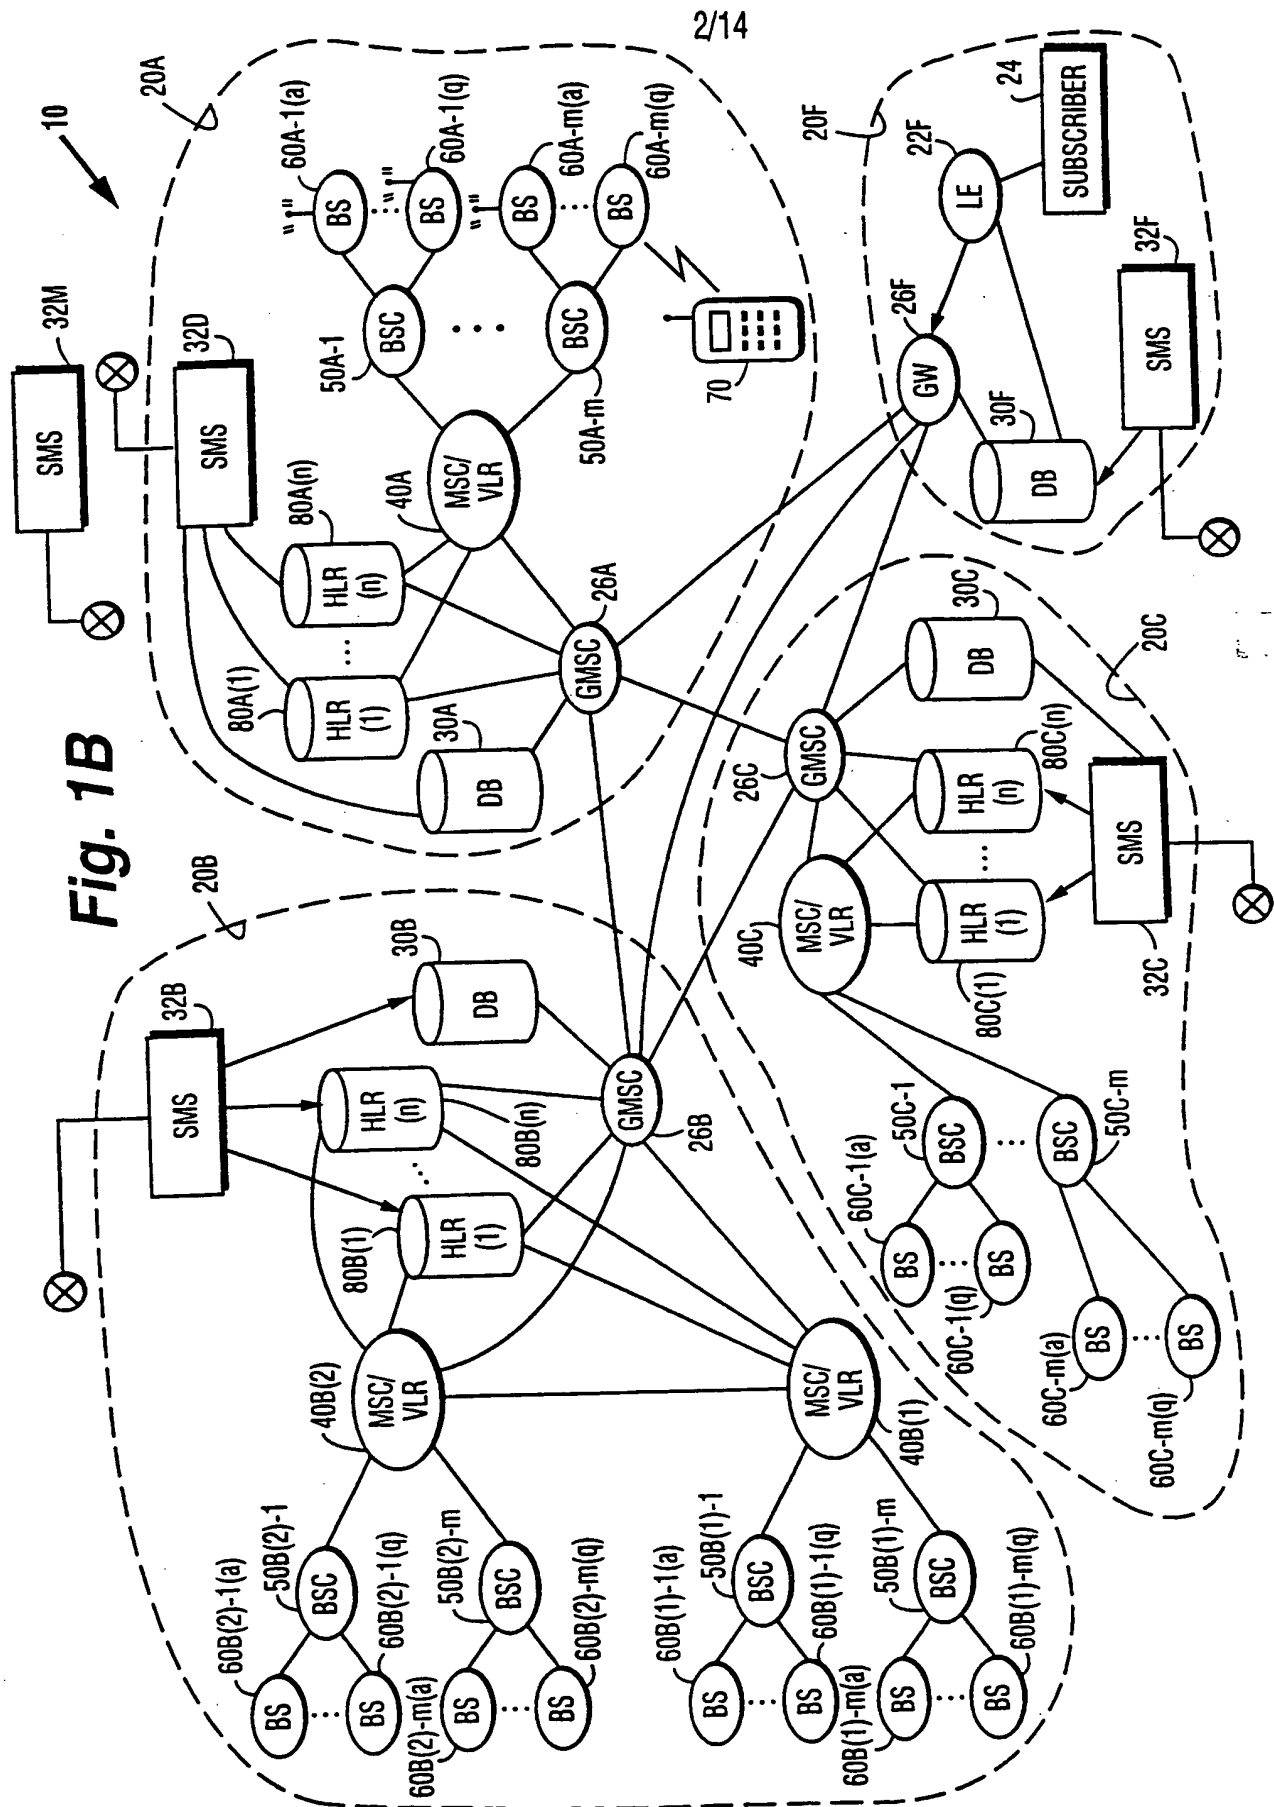 2/14
Fig. 1B
10
SMS
32M
20A
SMS
32D
HLR
(n)
80A(n)
...
HLR
(1)
80A(1)
DB
30A
MSC/
VLR
40A
GMSC
26A
BSC
50A-1
BSC
50A-m
BS
60A-1(a)
BS
60A-1(q)
BS
60A-m(a)
BS
60A-m(q)
70
20B
SMS
32B
DB
30B
HLR
(n)
80B(n)
...
HLR
(1)
80B(1)
GMSC
26B
MSC/
VLR
40B(2)
MSC/
VLR
40B(1)
BSC
50B(2)-1
BSC
50B(2)-m
BS
60B(2)-1(a)
BS
60B(2)-1(q)
BS
60B(2)-m(a)
BS
60B(2)-m(q)
BSC
50B(1)-1
BSC
50B(1)-m
BS
60B(1)-1(a)
BS
60B(1)-1(q)
BS
60B(1)-m(a)
BS
60B(1)-m(q)
20C
GMSC
26C
DB
30C
HLR
(n)
80C(n)
...
HLR
(1)
80C(1)
SMS
32C
MSC/
VLR
40C
BSC
50C-1
BSC
50C-m
BS
60C-1(a)
BS
60C-1(q)
BS
60C-m(a)
BS
60C-m(q)
20F
LE
22F
SUBSCRIBER
24
GW
26F
DB
30F
SMS
32F